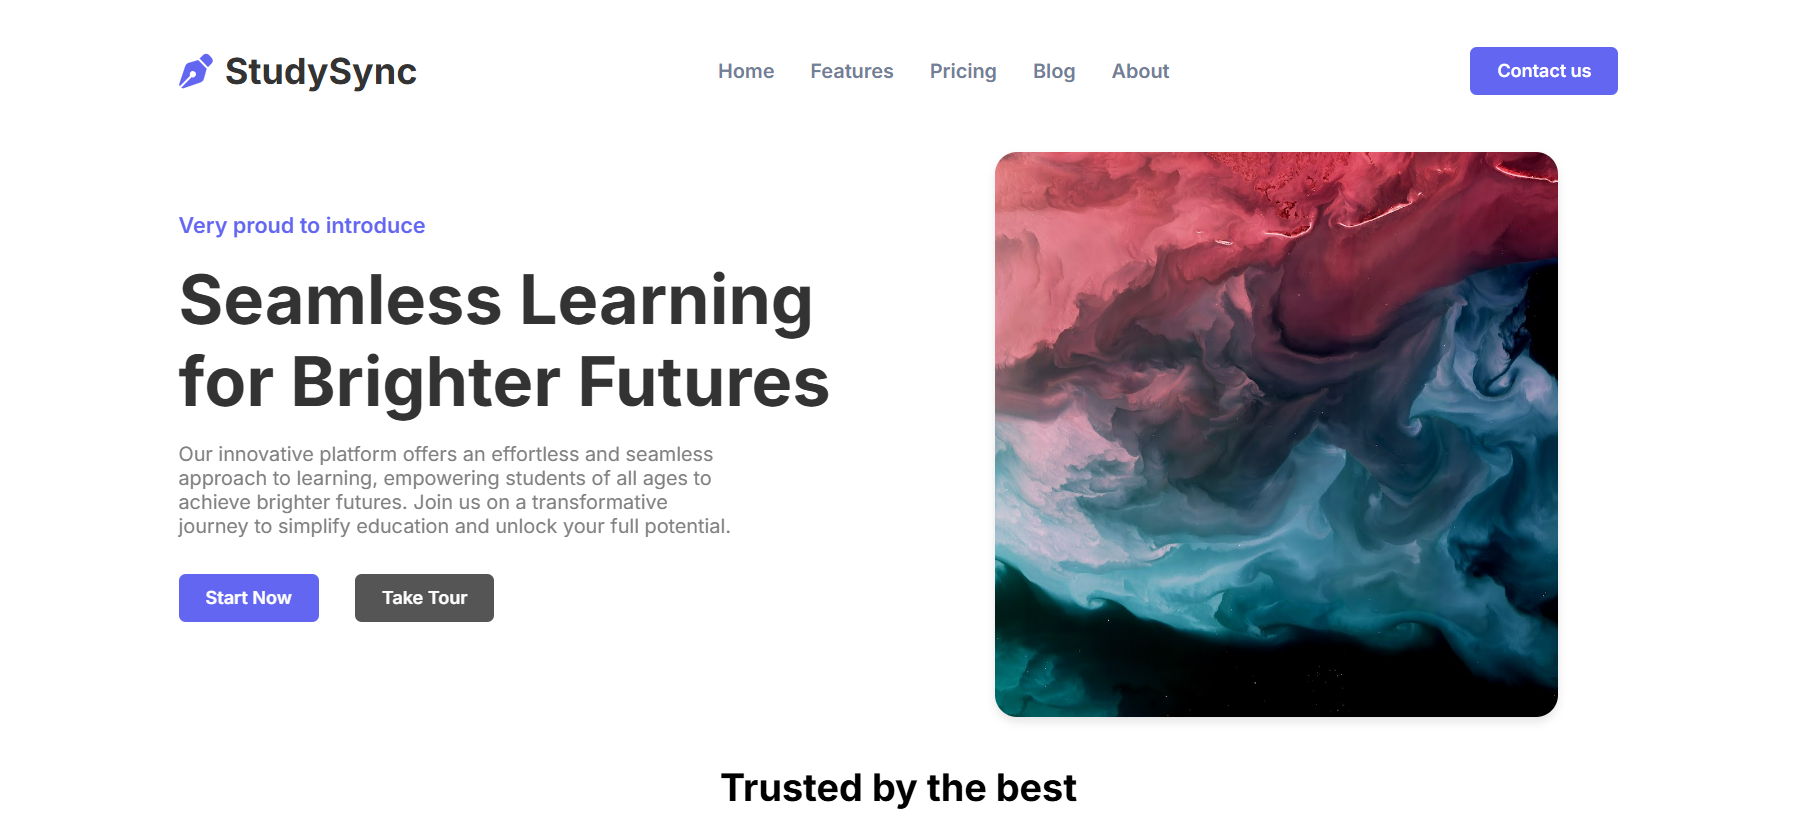 StudySync
Home Features Pricing Blog About
Contact us
Very proud to introduce
Seamless Learning
for Brighter Futures
Our innovative platform offers an effortless and seamless
approach to learning, empowering students of all ages to
achieve brighter futures. Join us on a transformative
journey to simplify education and unlock your full potential.
Start Now
Take Tour
Trusted by the best